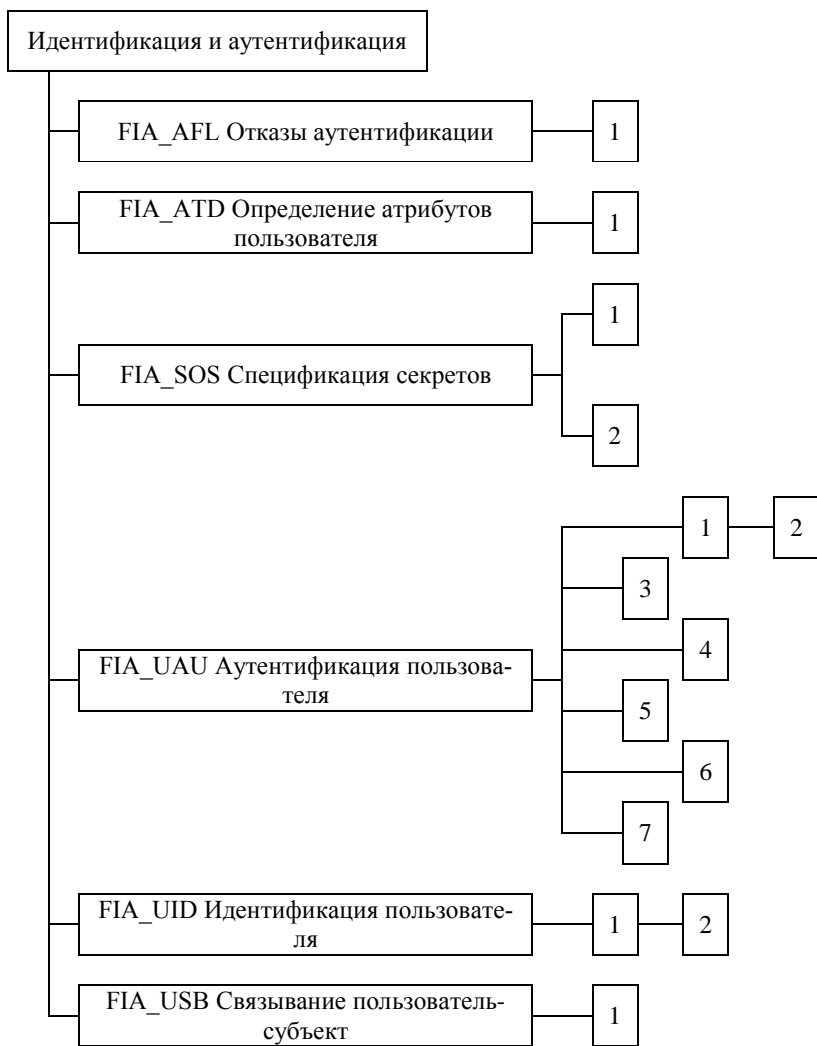 Идентификация и аутентификация
FIA_AFL Отказы аутентификации
1
FIA_ATD Определение атрибутов
пользователя
1
1
FIA_SOS Спецификация секретов
2
1
2
3
4
FIA_UAU Аутентификация пользова-
теля
5
6
7
FIA_UID Идентификация пользовате-
ля
1
2
FIA_USB Связывание пользователь-
субъект
1